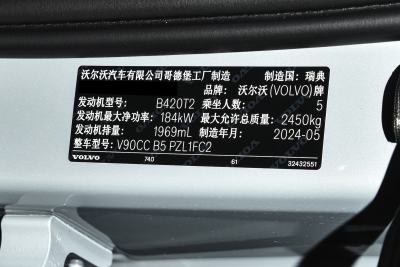 沃尔沃汽车有限公司哥德堡工厂制造 制造国：瑞典
品牌：沃尔沃(VOLVO)牌
发动机型号：B420T2 乘坐人数：5
发动机最大净功率：184kW 最大允许总质量：2450kg
发动机排量：1969mL 制造年月：2024-05
整车型号：V90CC B5 PZL1FC2
VOLVO 740 61 32432551